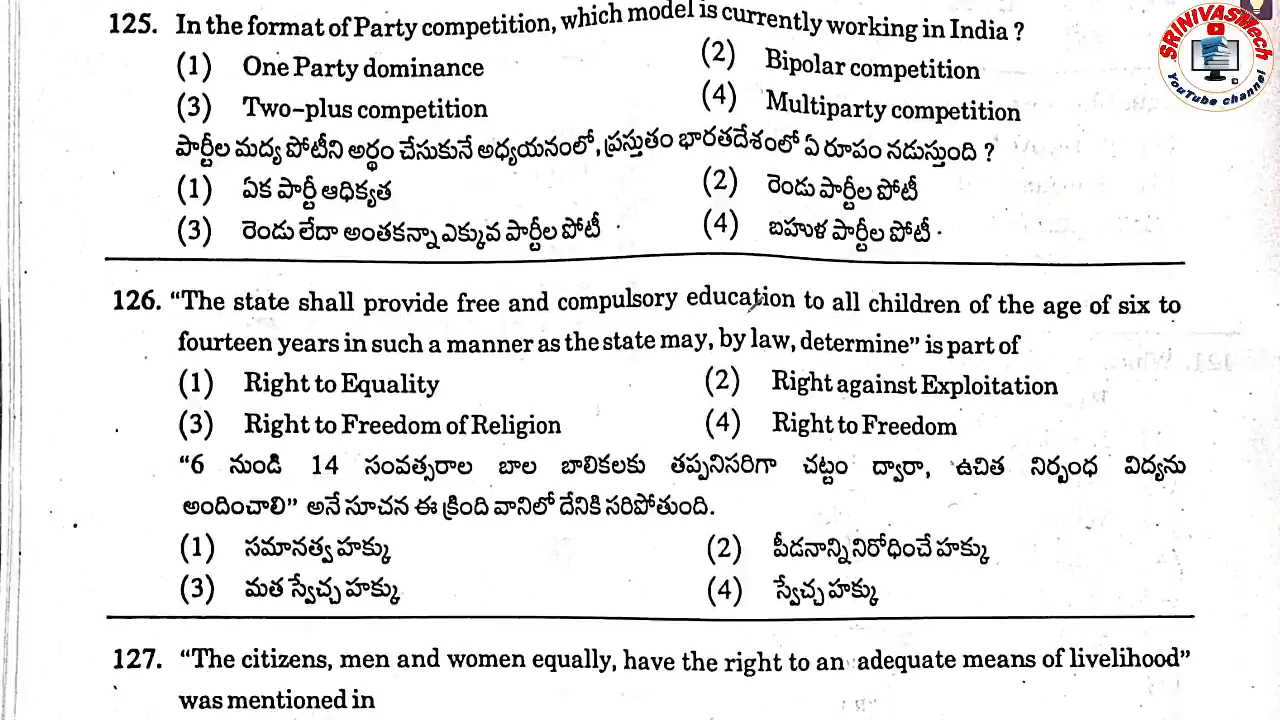 125. In the format of Party competition, which model is currently working in India ?
(1) One Party dominance (2) Bipolar competition
(3) Two-plus competition (4) Multiparty competition
పార్టీల మద్య పోటీని అర్థం చేసుకునే అధ్యయనంలో, ప్రస్తుతం భారతదేశంలో ఏ రూపం నడుస్తుంది ?
(1) ఏక పార్టీ ఆధిక్యత (2) రెండు పార్టీల పోటీ
(3) రెండు లేదా అంతకన్నా ఎక్కువ పార్టీల పోటీ (4) బహుళ పార్టీల పోటీ
126. “The state shall provide free and compulsory education to all children of the age of six to
fourteen years in such a manner as the state may, by law, determine” is part of
(1) Right to Equality (2) Right against Exploitation
(3) Right to Freedom of Religion (4) Right to Freedom
“6 నుండి 14 సంవత్సరాల బాల బాలికలకు తప్పనిసరిగా చట్టం ద్వారా, ఉచిత నిర్బంధ విద్యను
అందించాలి” అనే సూచన ఈ క్రింది వానిలో దేనికి సరిపోతుంది.
(1) సమానత్వ హక్కు (2) పీడనాన్ని నిరోధించే హక్కు
(3) మత స్వేచ్ఛ హక్కు (4) స్వేచ్ఛ హక్కు
127. “The citizens, men and women equally, have the right to an adequate means of livelihood”
was mentioned in
SRINIVASMech
YouTube channel